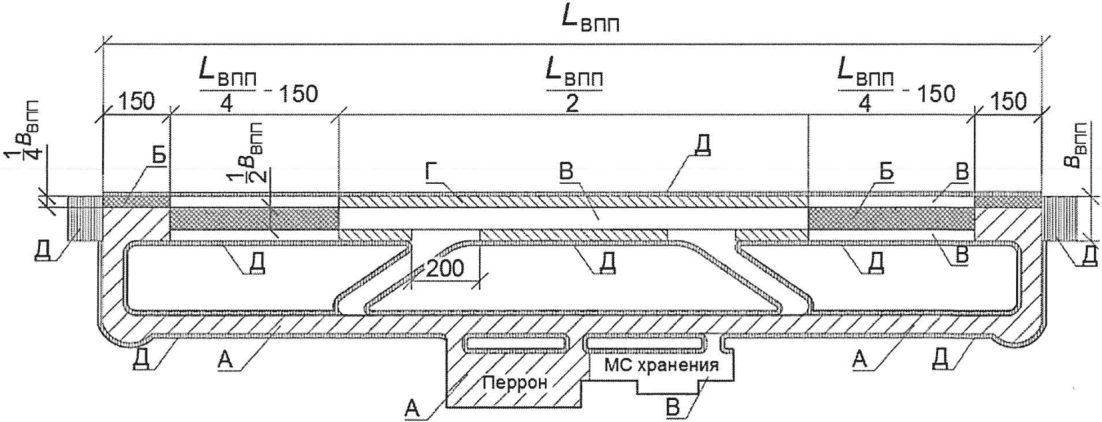 L ВПП
150
L ВПП / 4 - 150
L ВПП / 2
L ВПП / 4 - 150
150
1/4 B ВПП
Б
1/2 B ВПП
Г
В
Д
Б
В
B ВПП
Д
Д
200
Д
Д
В
Д
Д
А
А
Д
МС хранения
Перрон
А
В